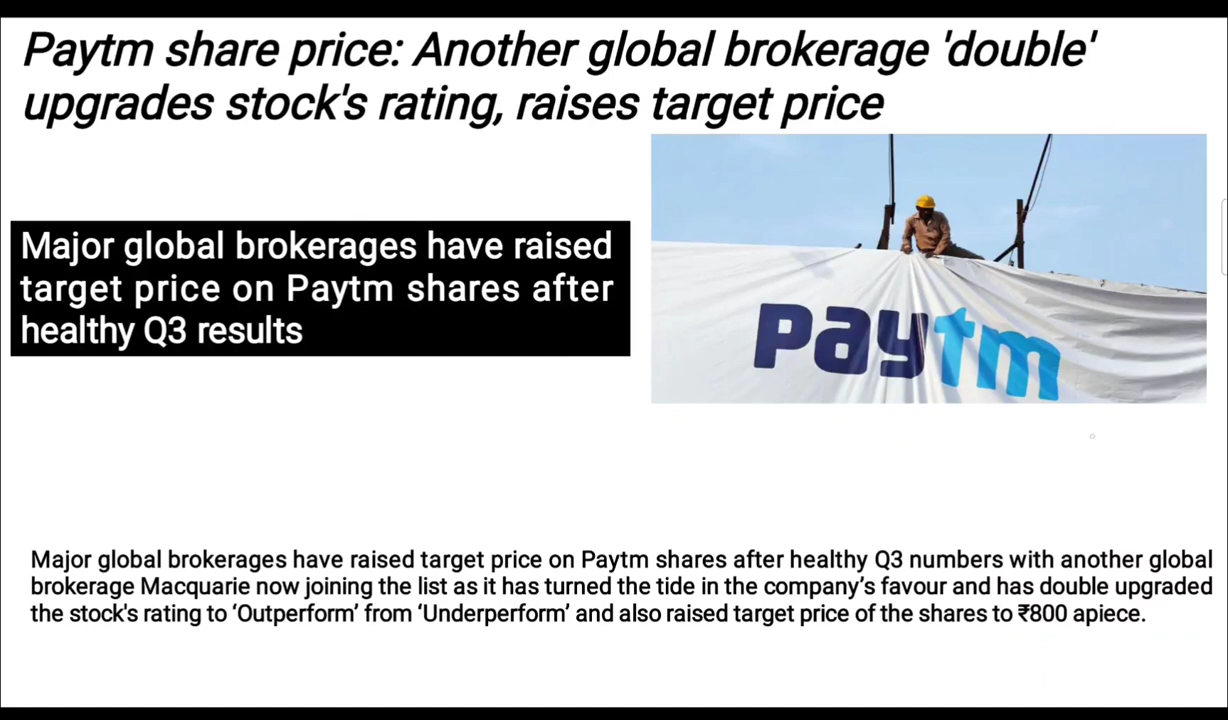 Paytm share price: Another global brokerage 'double'
upgrades stock's rating, raises target price
Major global brokerages have raised
target price on Paytm shares after
healthy Q3 results
paytm
Major global brokerages have raised target price on Paytm shares after healthy Q3 numbers with another global
brokerage Macquarie now joining the list as it has turned the tide in the company’s favour and has double upgraded
the stock's rating to ‘Outperform’ from ‘Underperform’ and also raised target price of the shares to ₹800 apiece.